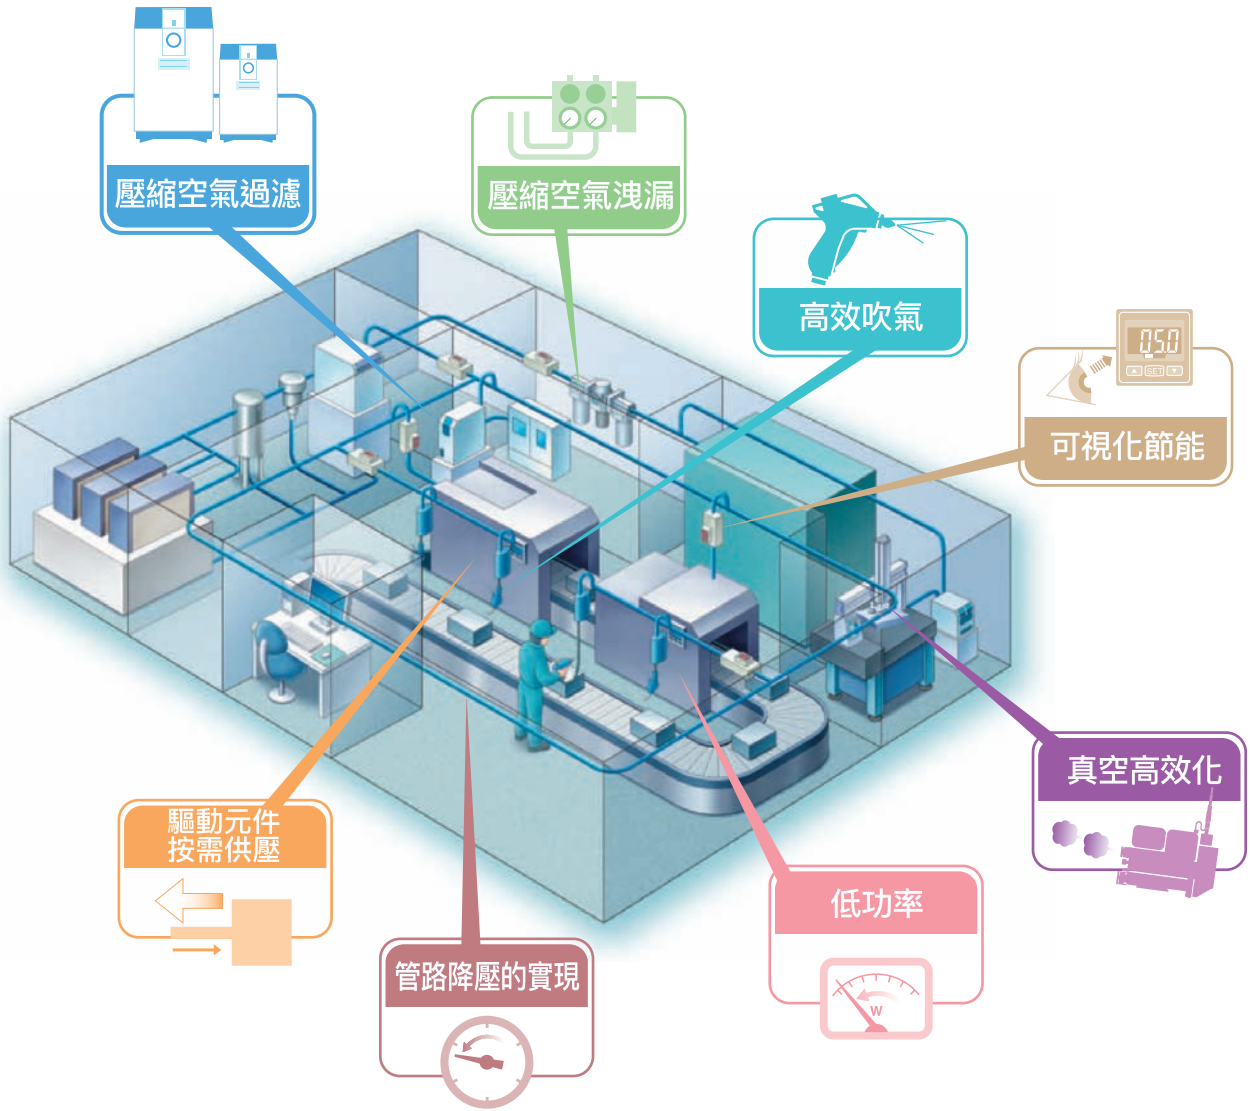 壓縮空氣過濾
壓縮空氣洩漏
高效吹氣
05.0
SET
可視化節能
真空高效化
驅動元件
按需供壓
低功率
W
管路降壓的實現